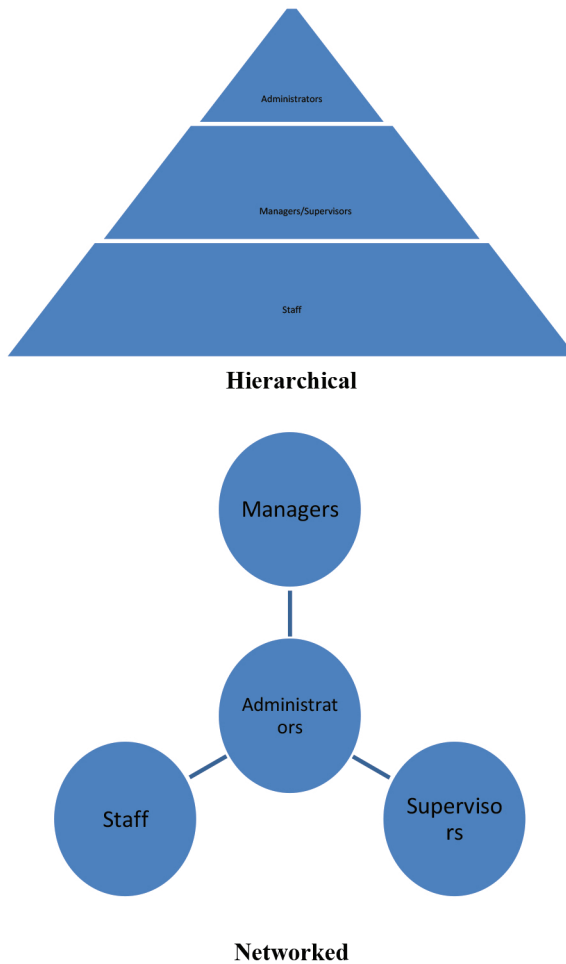 Administrators
Managers/Supervisors
Staff
Hierarchical
Managers
Administrat
ors
Staff
Superviso
rs
Networked